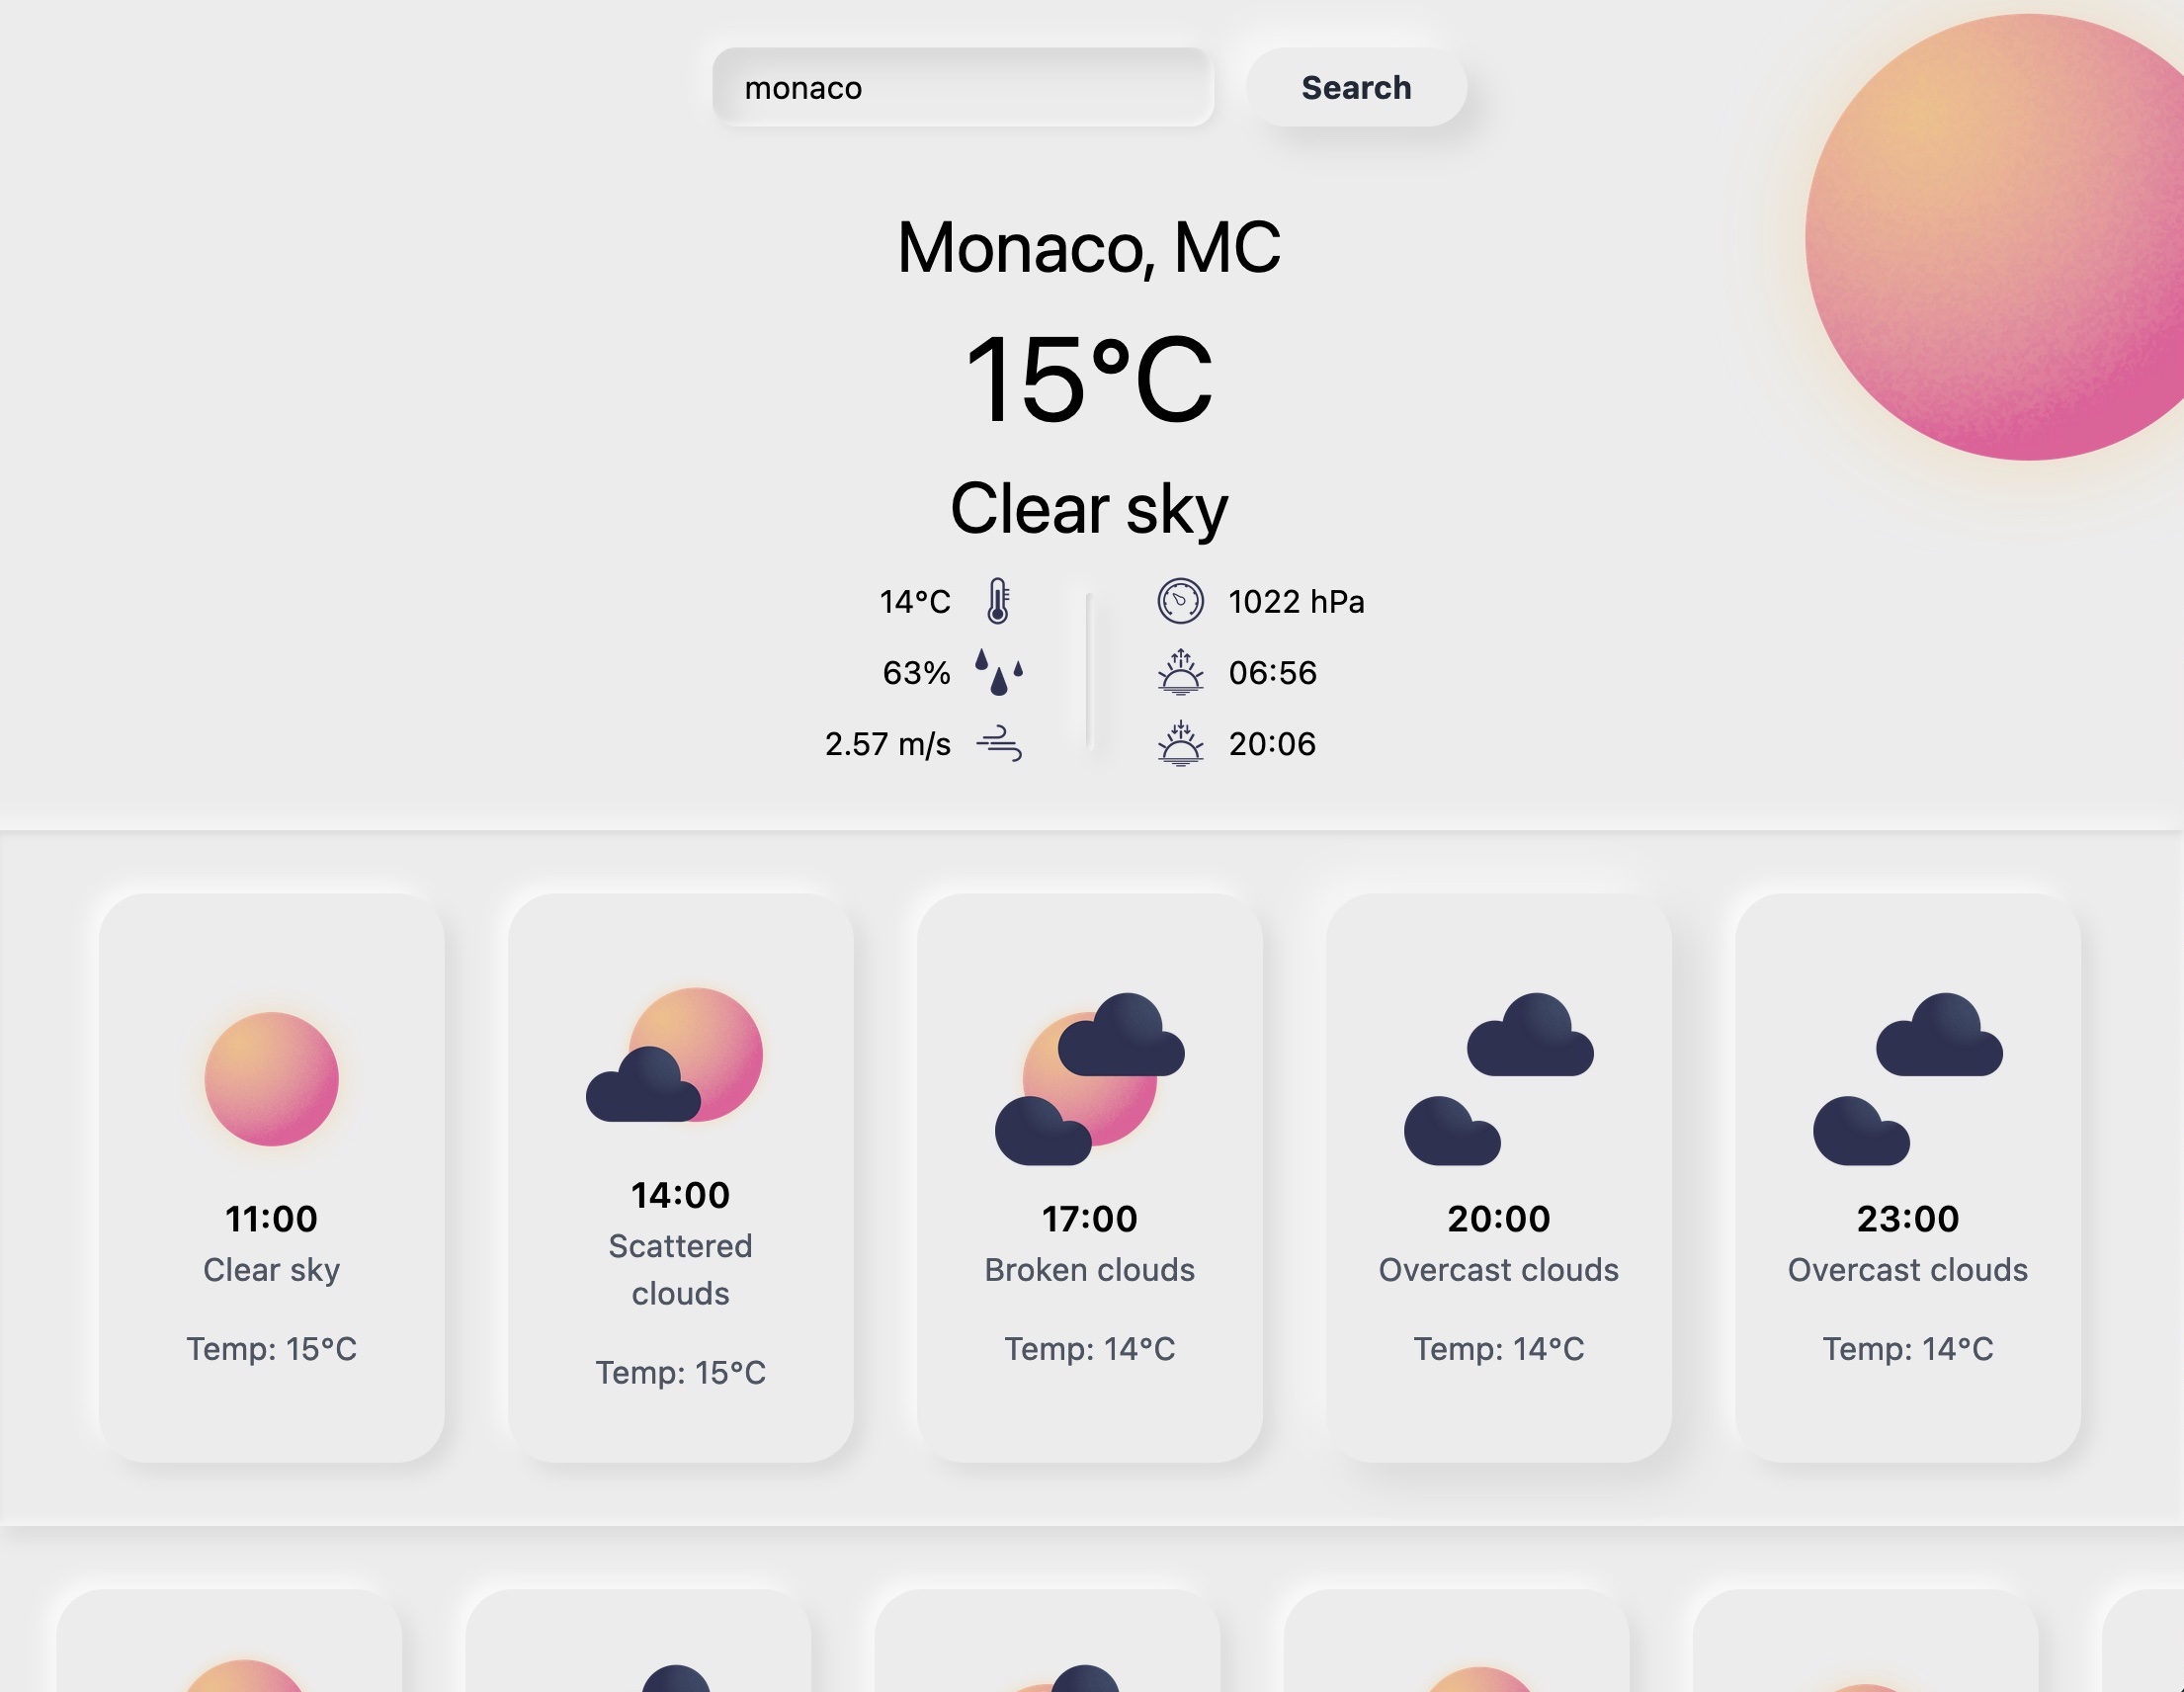 monaco
Search
Monaco, MC
15°C
Clear sky
14°C
1022 hPa
63%
06:56
2.57 m/s
20:06
11:00
Clear sky
Temp: 15°C
14:00
Scattered
clouds
Temp: 15°C
17:00
Broken clouds
Temp: 14°C
20:00
Overcast clouds
Temp: 14°C
23:00
Overcast clouds
Temp: 14°C